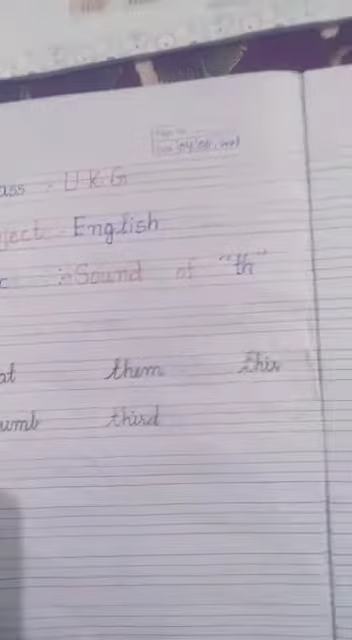 ass :- U.K.G
ject :- English
c :- Sound of "th"
at them this
umb third